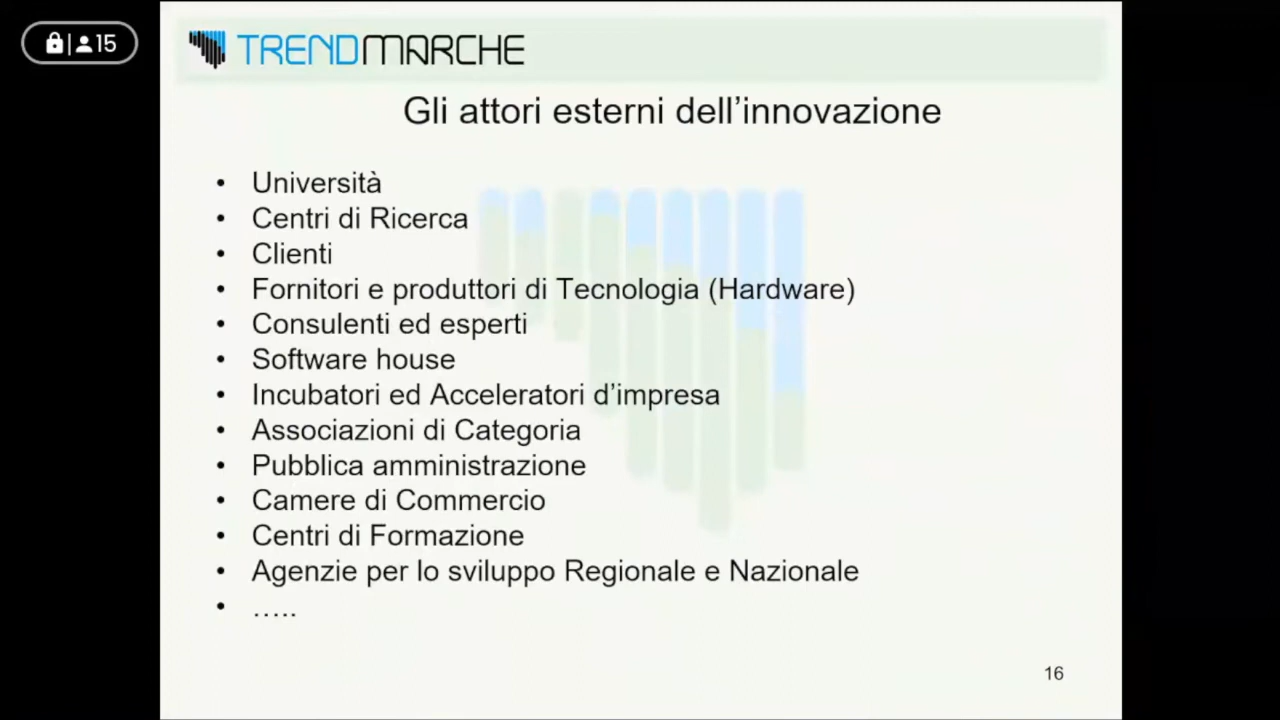 15
TRENDMARCHE
Gli attori esterni dell’innovazione
• Università
• Centri di Ricerca
• Clienti
• Fornitori e produttori di Tecnologia (Hardware)
• Consulenti ed esperti
• Software house
• Incubatori ed Acceleratori d’impresa
• Associazioni di Categoria
• Pubblica amministrazione
• Camere di Commercio
• Centri di Formazione
• Agenzie per lo sviluppo Regionale e Nazionale
• …..
16